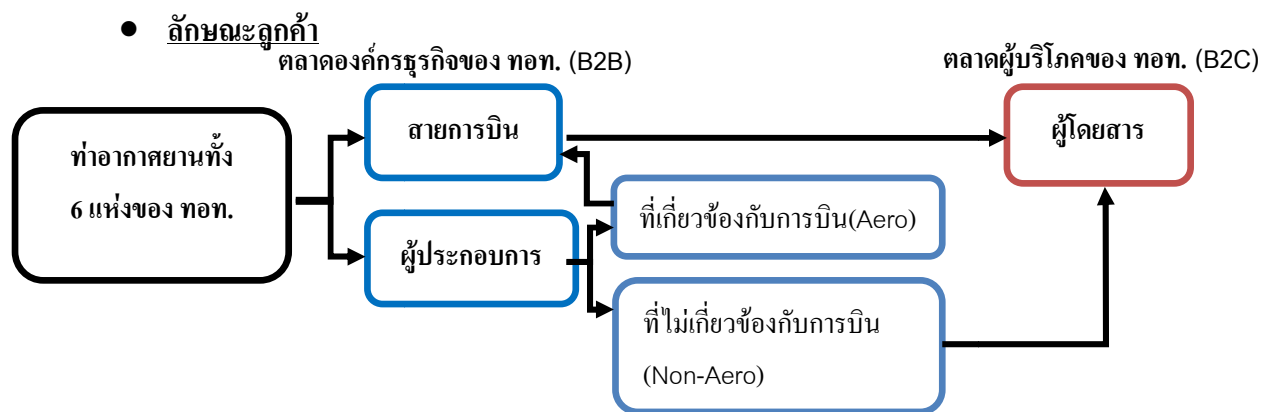 ลักษณะลูกค้า
ตลาดองค์กรธุรกิจของ ทอท. (B2B)
ตลาดผู้บริโภคของ ทอท. (B2C)
สายการบิน
ผู้โดยสาร
ท่าอากาศยานทั้ง
6 แห่งของ ทอท.
ที่เกี่ยวข้องกับการบิน(Aero)
ผู้ประกอบการ
ที่ไม่เกี่ยวข้องกับการบิน
(Non-Aero)